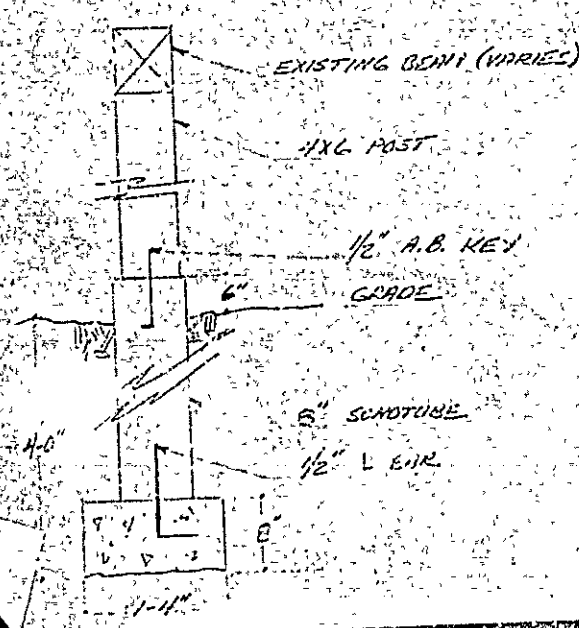 EXISTING BEAM (VARIES)
4X6 POST
1/2" A.B. KEY
6"
GRADE
8" SONOTUBE
4'-0"
1/2" L BAR
8"
1'-4"